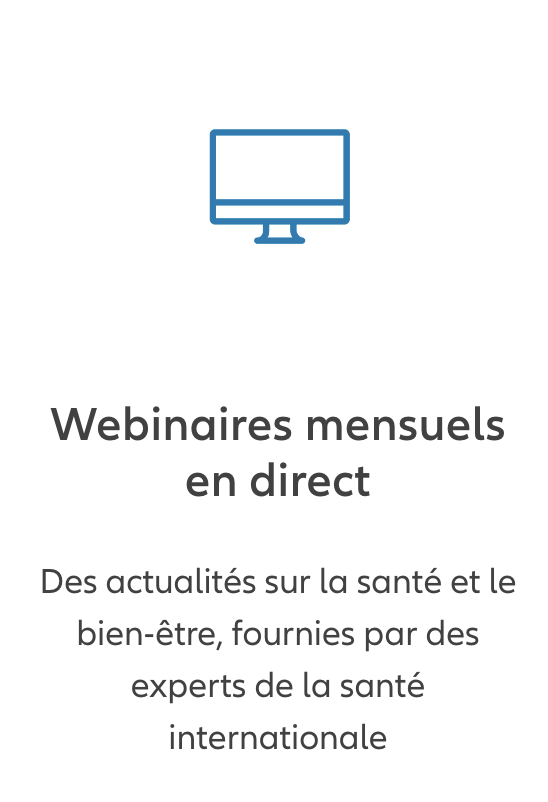 Webinaires mensuels
en direct
Des actualités sur la santé et le
bien-être, fournies par des
experts de la santé
internationale